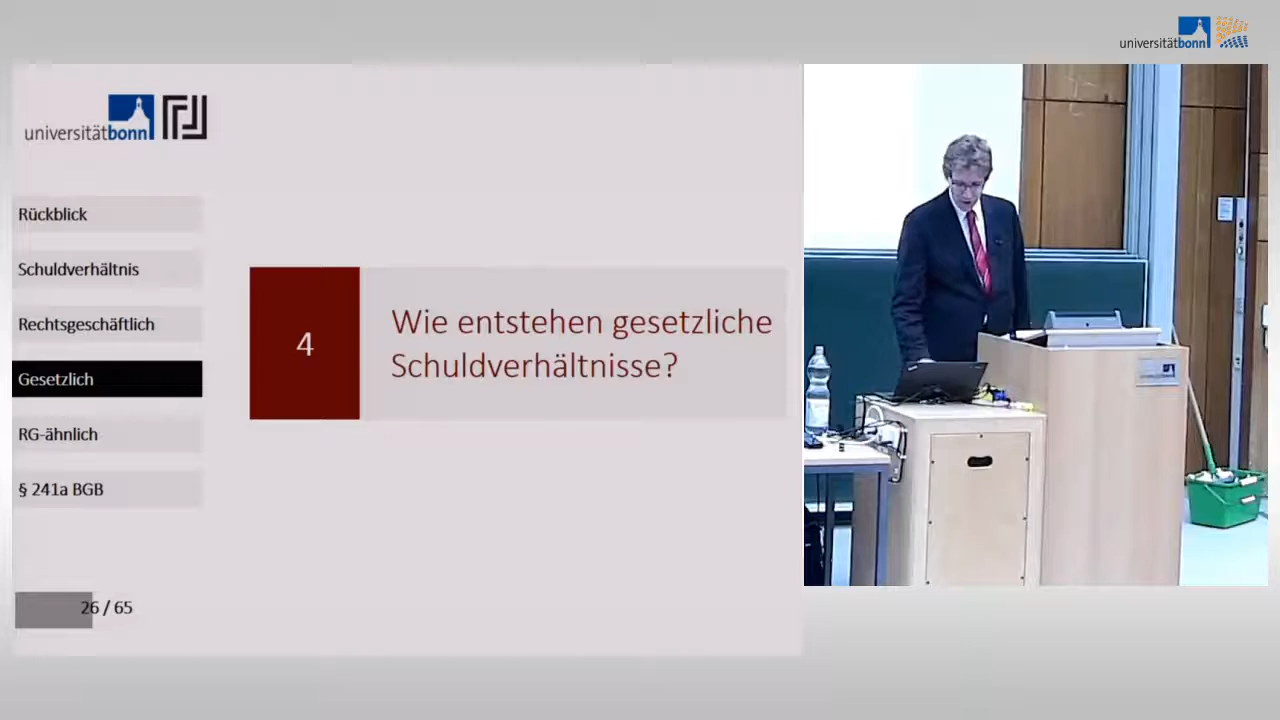 universitätbonn
universitätbonn
Rückblick
Schuldverhältnis
Rechtsgeschäftlich
Gesetzlich
RG-ähnlich
§ 241a BGB
4
Wie entstehen gesetzliche
Schuldverhältnisse?
26 / 65